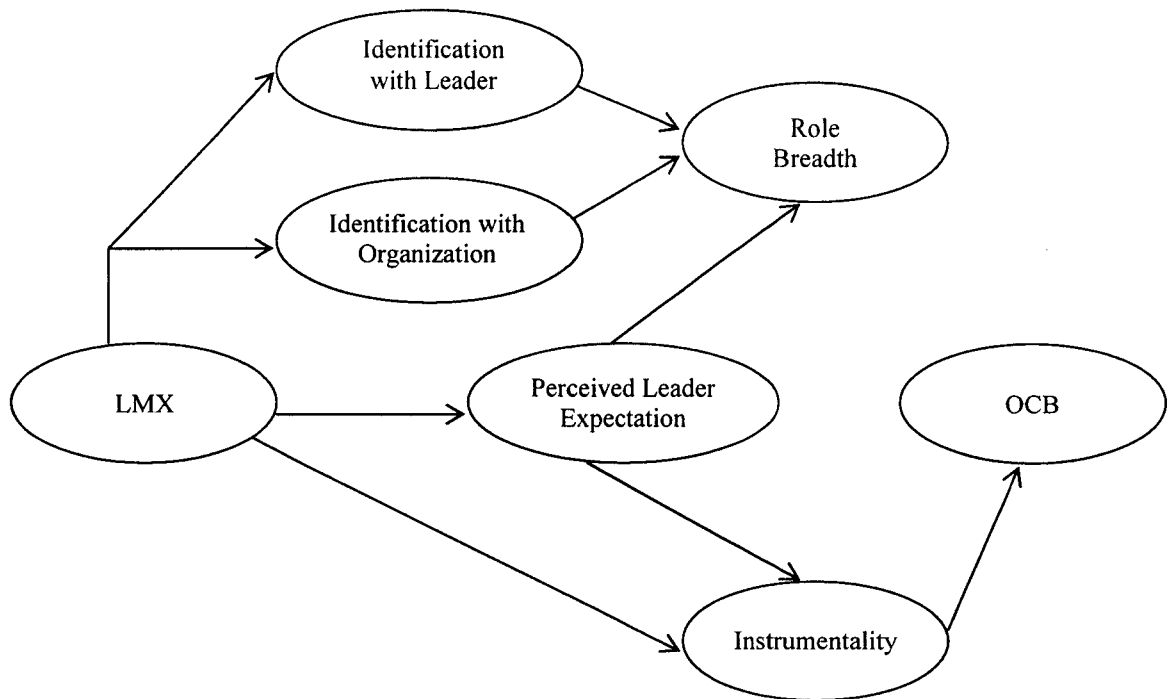 Identification
with Leader
Role
Breadth
Identification with
Organization
LMX
Perceived Leader
Expectation
OCB
Instrumentality